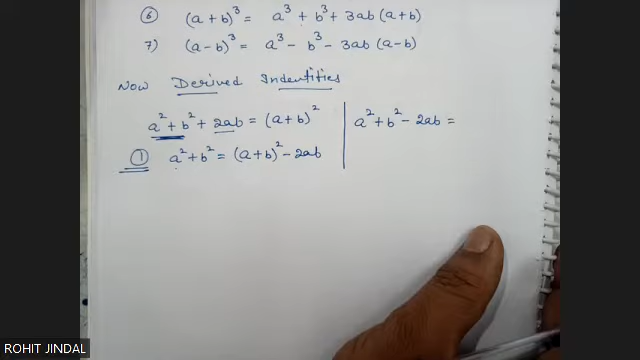 ⑥ (a + b)³ = a³ + b³ + 3ab (a + b)
7) (a - b)³ = a³ - b³ - 3ab (a - b)
Now Derived Indentities
a² + b² + 2ab = (a + b)²
① a² + b² = (a + b)² - 2ab
a² + b² - 2ab =
ROHIT JINDAL